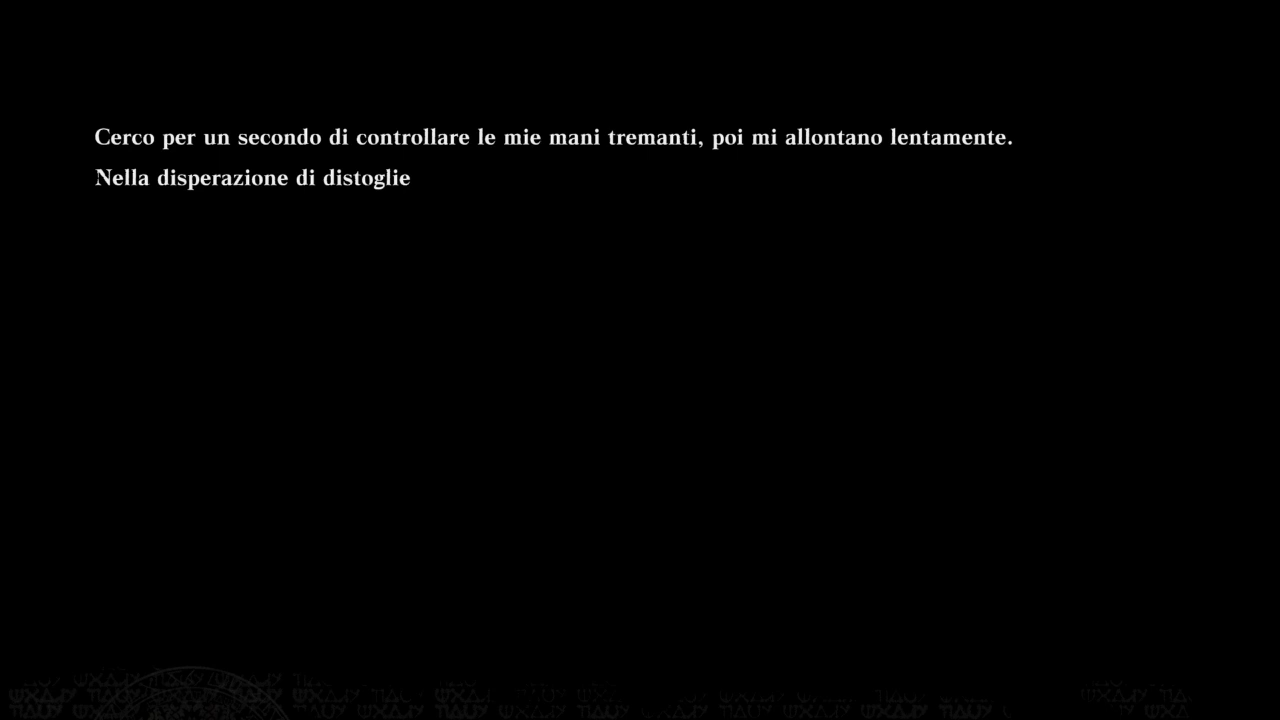 Cerco per un secondo di controllare le mie mani tremanti, poi mi allontano lentamente.
Nella disperazione di distoglie